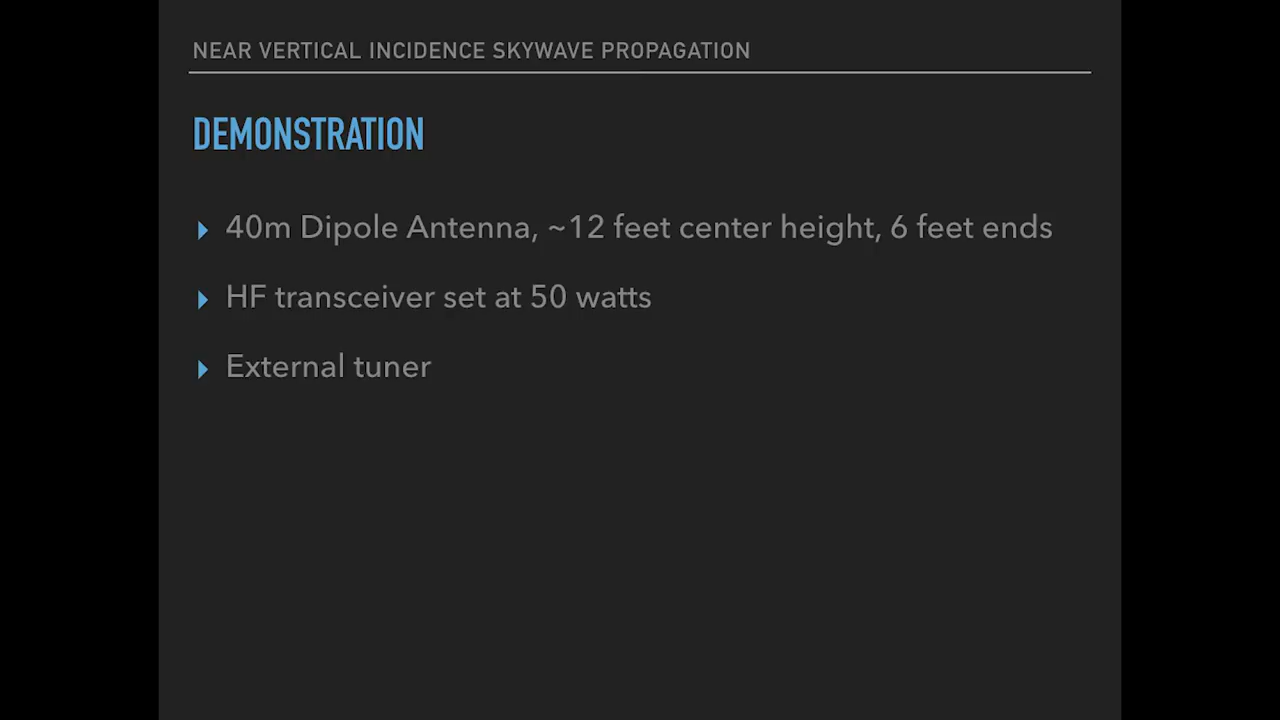 NEAR VERTICAL INCIDENCE SKYWAVE PROPAGATION
DEMONSTRATION
40m Dipole Antenna, ~12 feet center height, 6 feet ends
HF transceiver set at 50 watts
External tuner